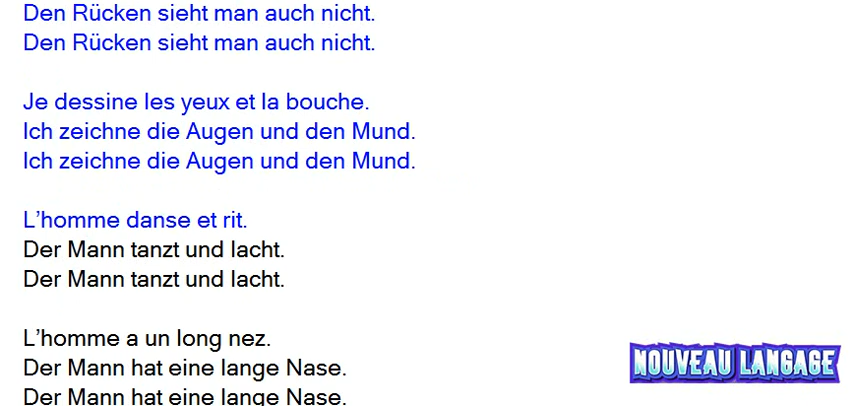 Den Rücken sieht man auch nicht.
Den Rücken sieht man auch nicht.
Je dessine les yeux et la bouche.
Ich zeichne die Augen und den Mund.
Ich zeichne die Augen und den Mund.
L’homme danse et rit.
Der Mann tanzt und lacht.
Der Mann tanzt und lacht.
L’homme a un long nez.
Der Mann hat eine lange Nase.
Der Mann hat eine lange Nase.
NOUVEAU LANGAGE